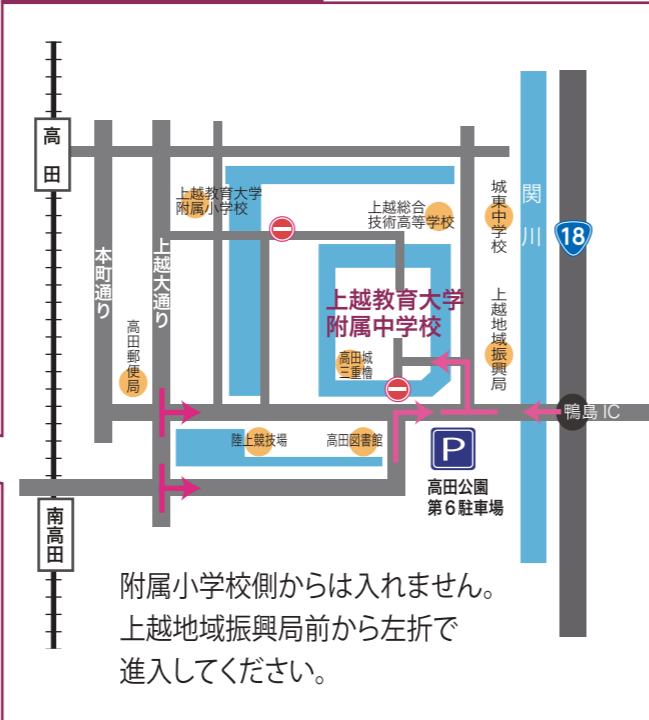 高田
上越教育大学
附属小学校
上越総合
技術高等学校
城東中学校
関川
18
本町通り
上越大通り
上越教育大学
附属中学校
高田郵便局
高田城
三重櫓
上越地域振興局
鴨島 IC
陸上競技場
高田図書館
P
高田公園
第6駐車場
南高田
附属小学校側からは入れません。
上越地域振興局前から左折で
進入してください。